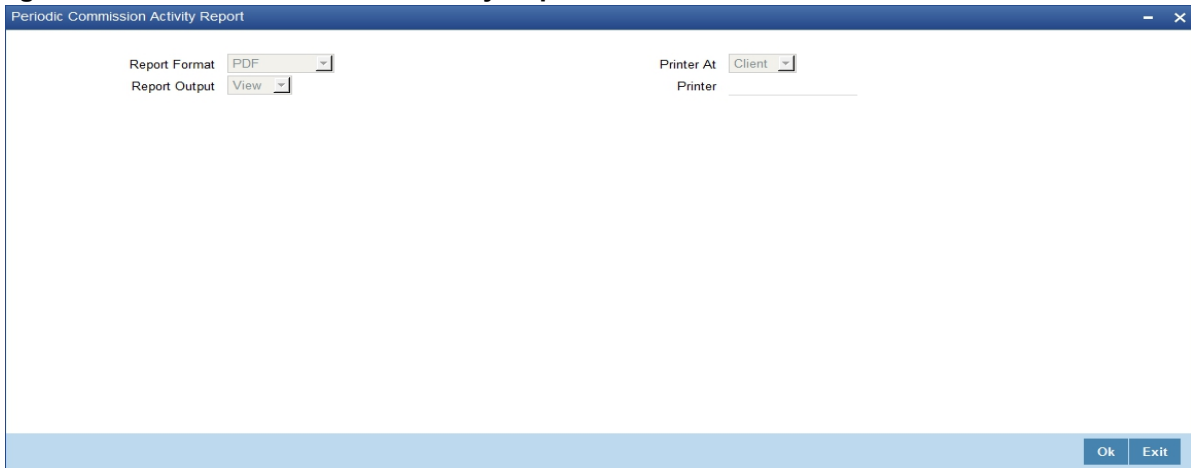 Periodic Commission Activity Report
Report Format PDF Printer At Client
Report Output View Printer
Ok Exit